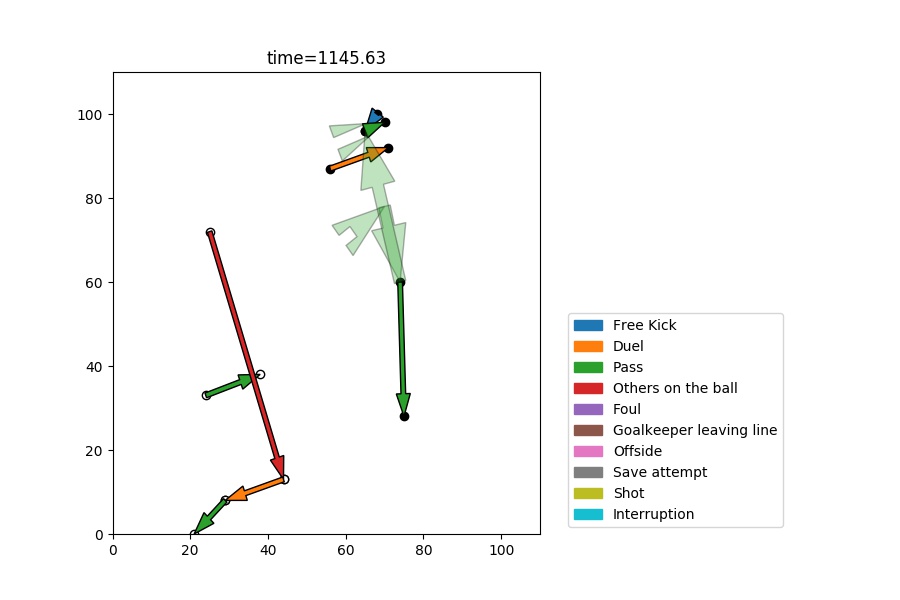 time=1145.63
100
80
60
40
20
0
0
20
40
60
80
100
Free Kick
Duel
Pass
Others on the ball
Foul
Goalkeeper leaving line
Offside
Save attempt
Shot
Interruption